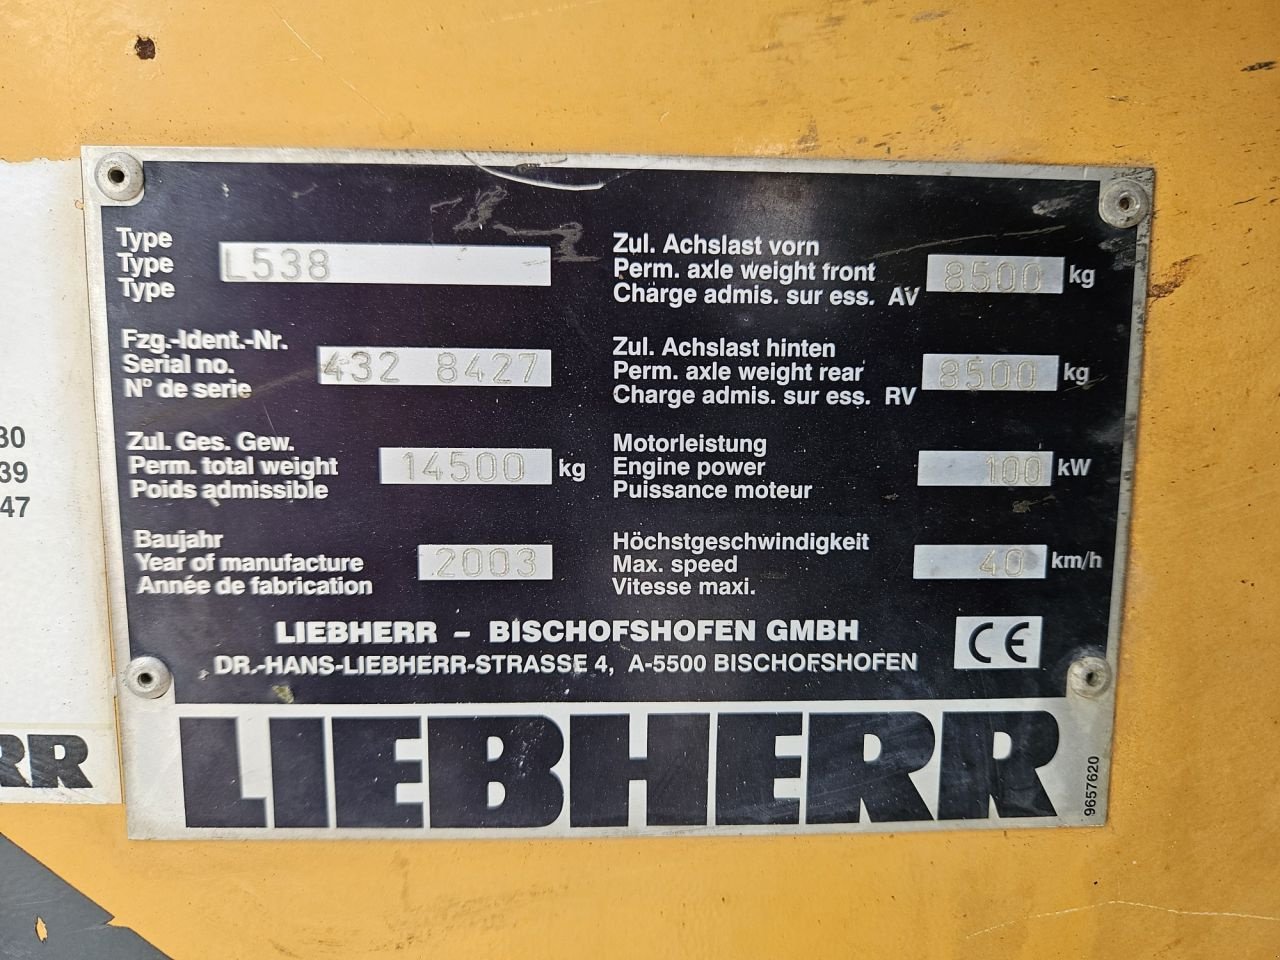 Type
Type
Type
L538
Fzg.-Ident.-Nr.
Serial no.
N° de serie
432 8427
Zul. Ges. Gew.
Perm. total weight
Poids admissible
14500 kg
Baujahr
Year of manufacture
Année de fabrication
2003
Zul. Achslast vorn
Perm. axle weight front
Charge admis. sur ess. AV
8500 kg
Zul. Achslast hinten
Perm. axle weight rear
Charge admis. sur ess. RV
8500 kg
Motorleistung
Engine power
Puissance moteur
100 kW
Höchstgeschwindigkeit
Max. speed
Vitesse maxi.
40 km/h
LIEBHERR - BISCHOFSHOFEN GMBH
DR.-HANS-LIEBHERR-STRASSE 4, A-5500 BISCHOFSHOFEN
CE
LIEBHERR
9657620
30
39
47
RR